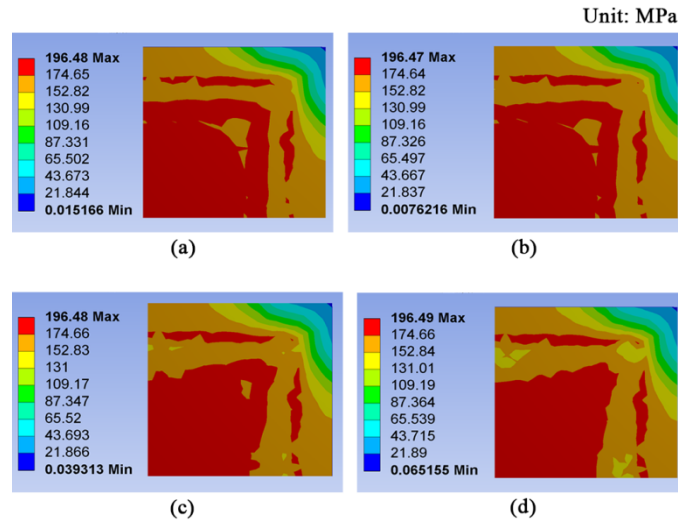 Unit: MPa
196.48 Max
174.65
152.82
130.99
109.16
87.331
65.502
43.673
21.844
0.015166 Min
(a)
196.47 Max
174.64
152.82
130.99
109.16
87.326
65.497
43.667
21.837
0.0076216 Min
(b)
196.48 Max
174.66
152.83
131
109.17
87.347
65.52
43.693
21.866
0.039313 Min
(c)
196.49 Max
174.66
152.84
131.01
109.19
87.364
65.539
43.715
21.89
0.065155 Min
(d)